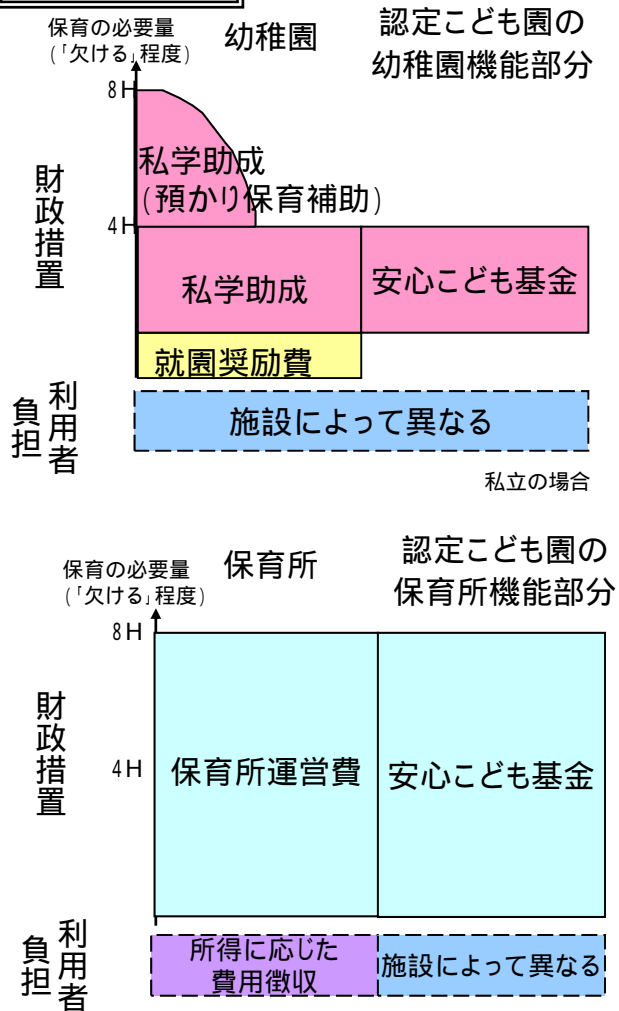 保育の必要量
(「欠ける」程度)
幼稚園
認定こども園の
幼稚園機能部分
8H
私学助成
(預かり保育補助)
財政措置
4H
私学助成
安心こども基金
就園奨励費
利用者
負担
施設によって異なる
私立の場合
保育の必要量
(「欠ける」程度)
保育所
認定こども園の
保育所機能部分
8H
財政措置
4H
保育所運営費
安心こども基金
利用者
負担
所得に応じた
費用徴収
施設によって異なる